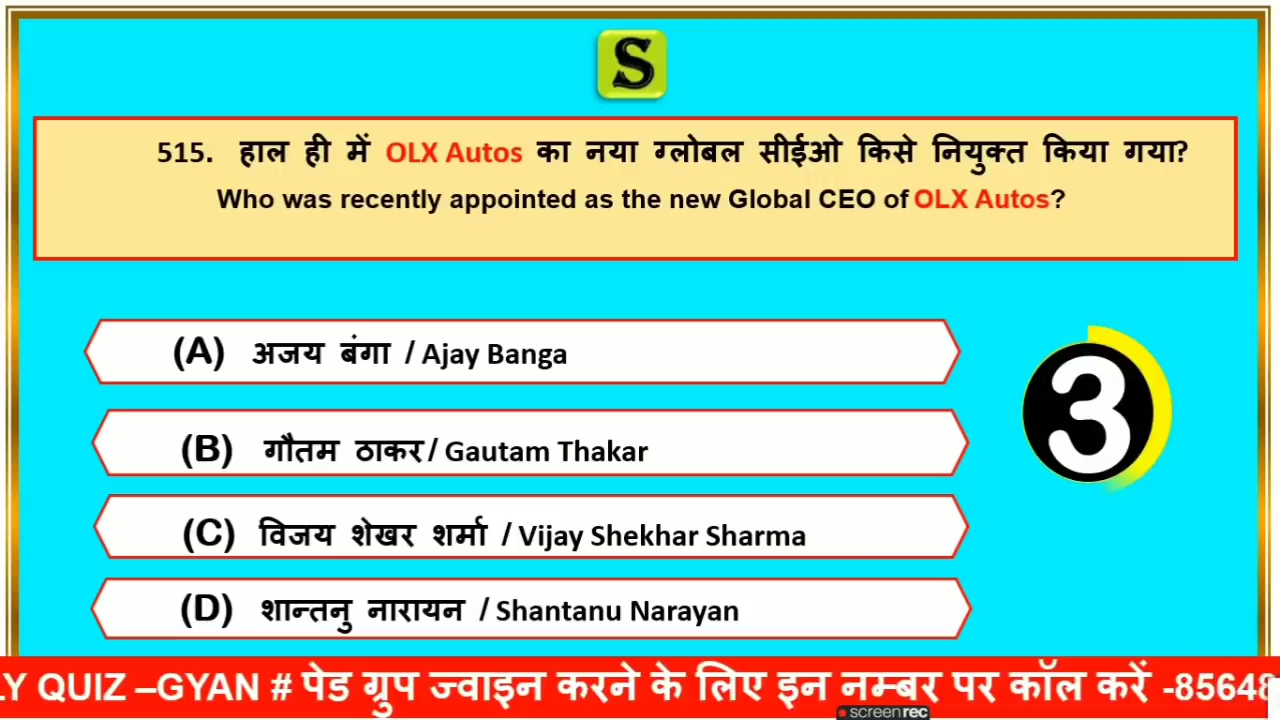 S
515. हाल ही में OLX Autos का नया ग्लोबल सीईओ किसे नियुक्त किया गया?
Who was recently appointed as the new Global CEO of OLX Autos?
(A) अजय बंगा / Ajay Banga
3
(B) गौतम ठाकर/ Gautam Thakar
(C) विजय शेखर शर्मा / Vijay Shekhar Sharma
(D) शान्तनु नारायन / Shantanu Narayan
LY QUIZ –GYAN # पेड ग्रुप ज्वाइन करने के लिए इन नम्बर पर कॉल करें -85648
screenrec